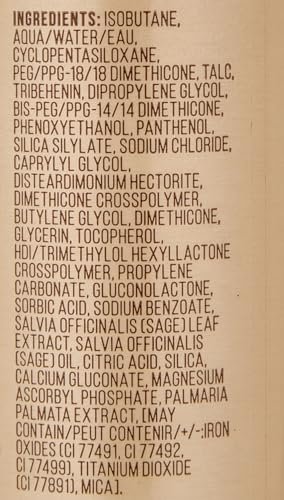 INGREDIENTS: ISOBUTANE,
AQUA/WATER/EAU,
CYCLOPENTASILOXANE,
PEG/PPG-18/18 DIMETHICONE, TALC,
TRIBEHENIN, DIPROPYLENE GLYCOL,
BIS-PEG/PPG-14/14 DIMETHICONE,
PHENOXYETHANOL, PANTHENOL,
SILICA SILYLATE, SODIUM CHLORIDE,
CAPRYLYL GLYCOL,
DISTEARDIMONIUM HECTORITE,
DIMETHICONE CROSSPOLYMER,
BUTYLENE GLYCOL, DIMETHICONE,
GLYCERIN, TOCOPHEROL,
HDI/TRIMETHYLOL HEXYLLACTONE
CROSSPOLYMER, PROPYLENE
CARBONATE, GLUCONOLACTONE,
SORBIC ACID, SODIUM BENZOATE,
SALVIA OFFICINALIS (SAGE) LEAF
EXTRACT, SALVIA OFFICINALIS
(SAGE) OIL, CITRIC ACID, SILICA,
CALCIUM GLUCONATE, MAGNESIUM
ASCORBYL PHOSPHATE, PALMARIA
PALMATA EXTRACT, [MAY
CONTAIN/PEUT CONTENIR/+/-:IRON
OXIDES (CI 77491, CI 77492,
CI 77499), TITANIUM DIOXIDE
(CI 77891), MICA].